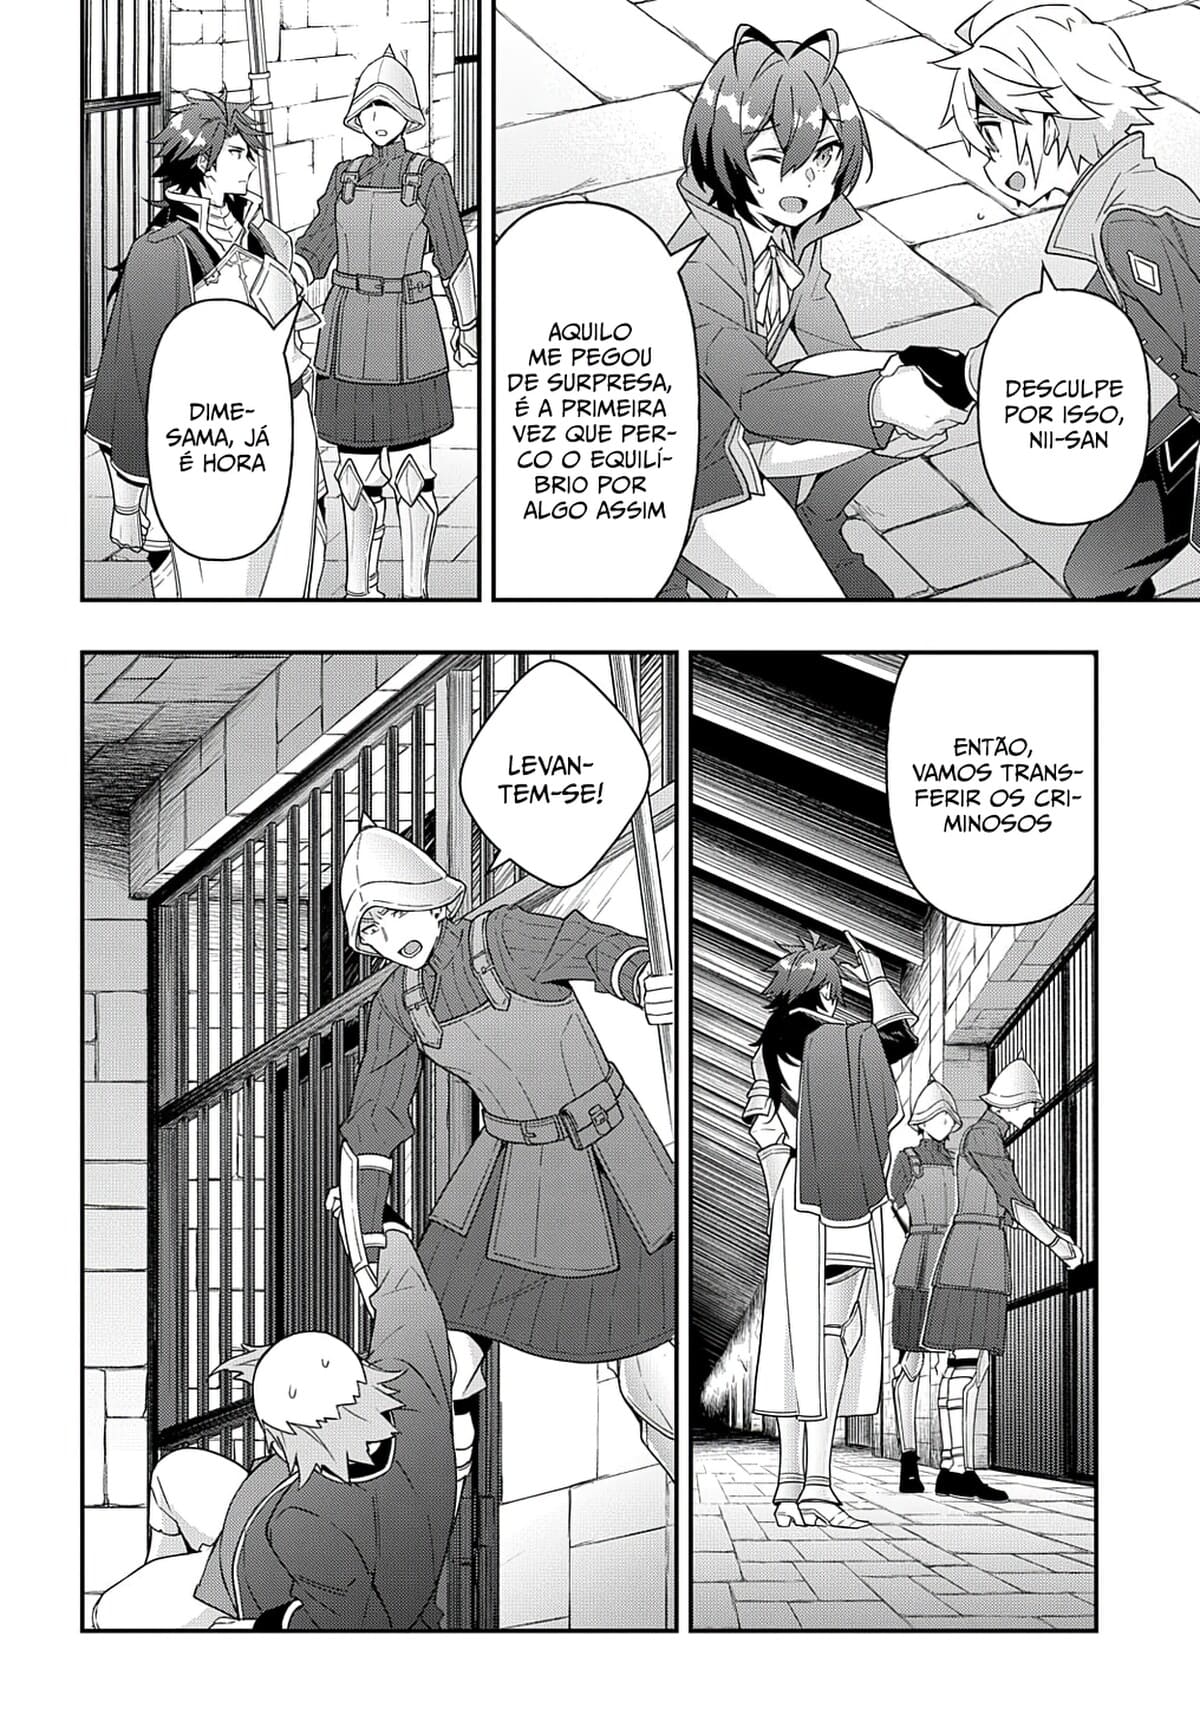 DESCULPE
POR ISSO,
NII-SAN
AQUILO
ME PEGOU
DE SURPRESA,
É A PRIMEIRA
VEZ QUE PER-
CO O EQUILÍ-
BRIO POR
ALGO ASSIM
DIME-
SAMA, JÁ
É HORA
ENTÃO,
VAMOS TRANS-
FERIR OS CRI-
MINOSOS
LEVAN-
TEM-SE!